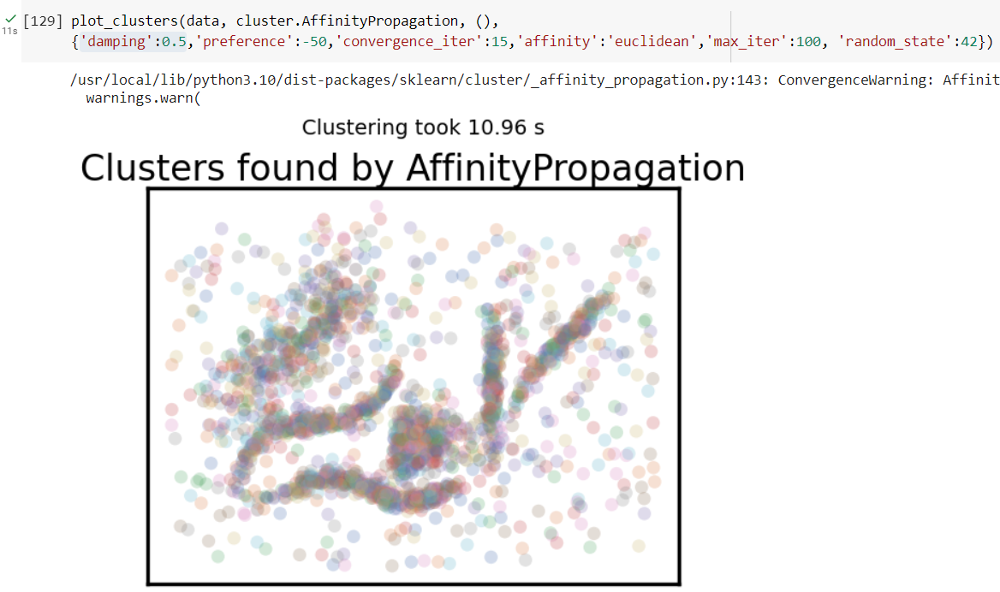 [129] plot_clusters(data, cluster.AffinityPropagation, (),
11s
{'damping':0.5,'preference':-50,'convergence_iter':15,'affinity':'euclidean','max_iter':100, 'random_state':42})
/usr/local/lib/python3.10/dist-packages/sklearn/cluster/_affinity_propagation.py:143: ConvergenceWarning: Affinit
warnings.warn(
Clustering took 10.96 s
Clusters found by AffinityPropagation